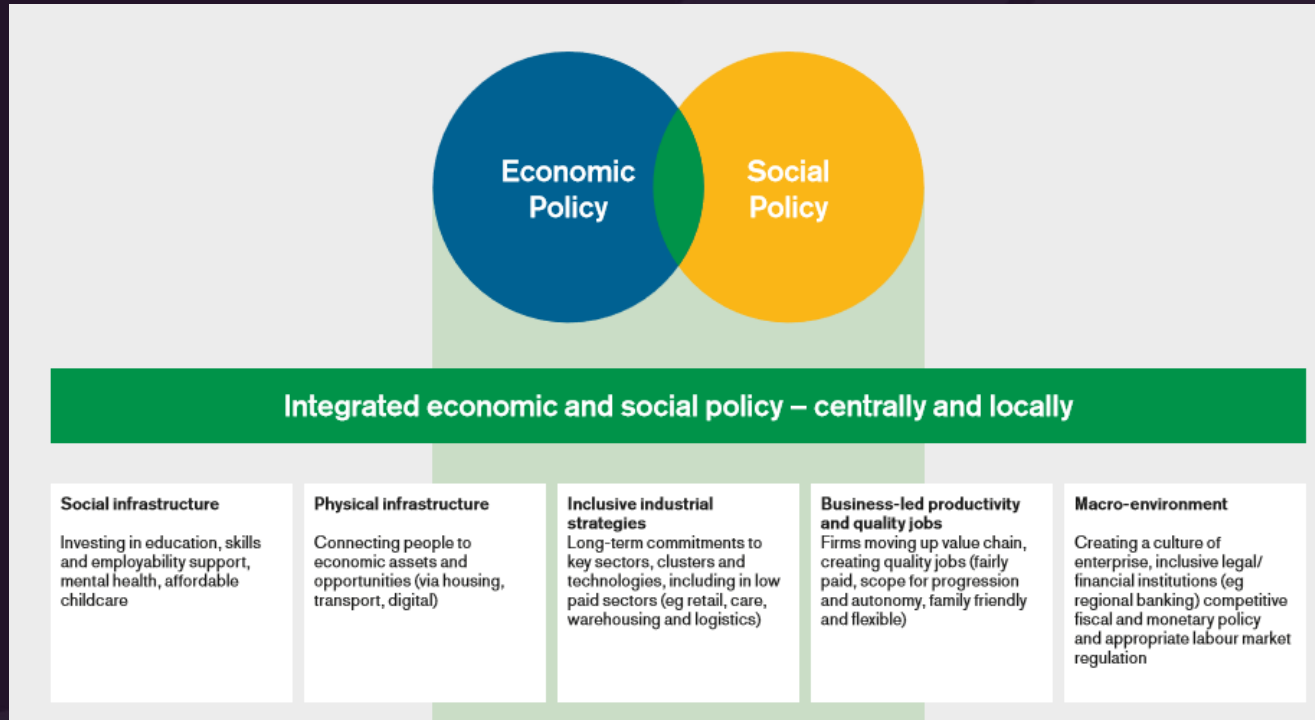 Economic
Policy
Social
Policy
Integrated economic and social policy – centrally and locally
Social infrastructure
Investing in education, skills
and employability support,
mental health, affordable
childcare
Physical infrastructure
Connecting people to
economic assets and
opportunities (via housing,
transport, digital)
Inclusive industrial
strategies
Long-term commitments to
key sectors, clusters and
technologies, including in low
paid sectors (eg retail, care,
warehousing and logistics)
Business-led productivity
and quality jobs
Firms moving up value chain,
creating quality jobs (fairly
paid, scope for progression
and autonomy, family friendly
and flexible)
Macro-environment
Creating a culture of
enterprise, inclusive legal/
financial institutions (eg
regional banking) competitive
fiscal and monetary policy
and appropriate labour market
regulation